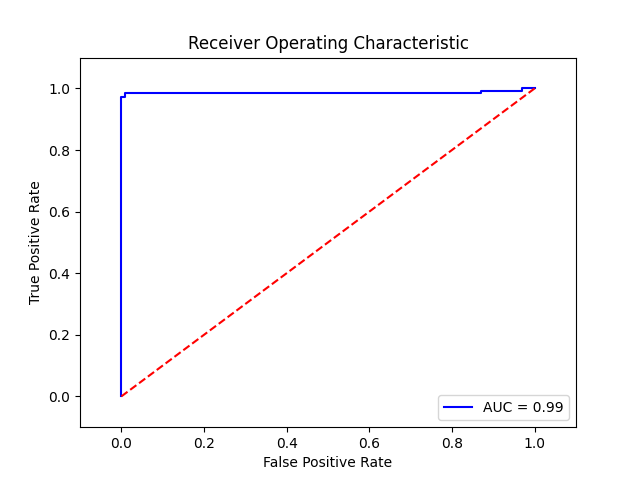 Receiver Operating Characteristic
1.0
0.8
0.6
0.4
0.2
0.0
True Positive Rate
AUC = 0.99
0.0 0.2 0.4 0.6 0.8 1.0
False Positive Rate